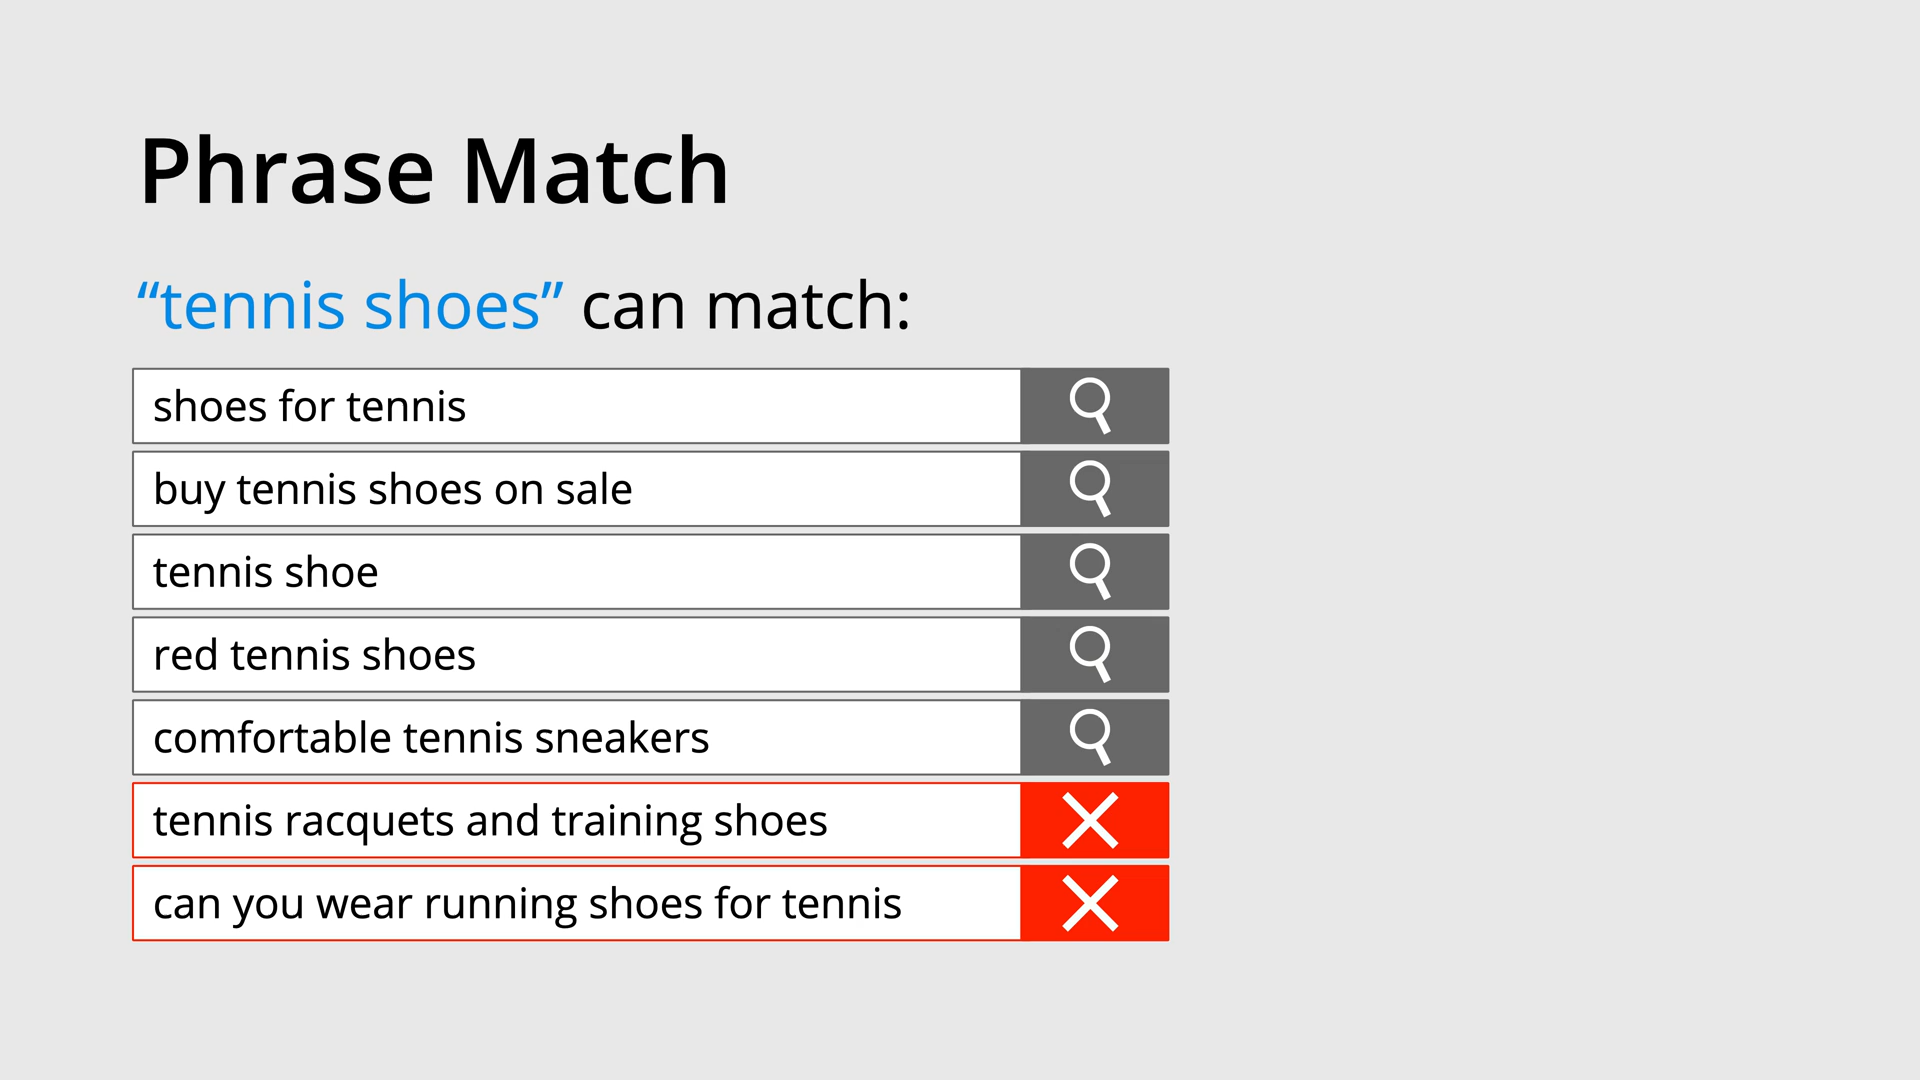 Phrase Match
“tennis shoes” can match:
shoes for tennis
buy tennis shoes on sale
tennis shoe
red tennis shoes
comfortable tennis sneakers
tennis racquets and training shoes
can you wear running shoes for tennis